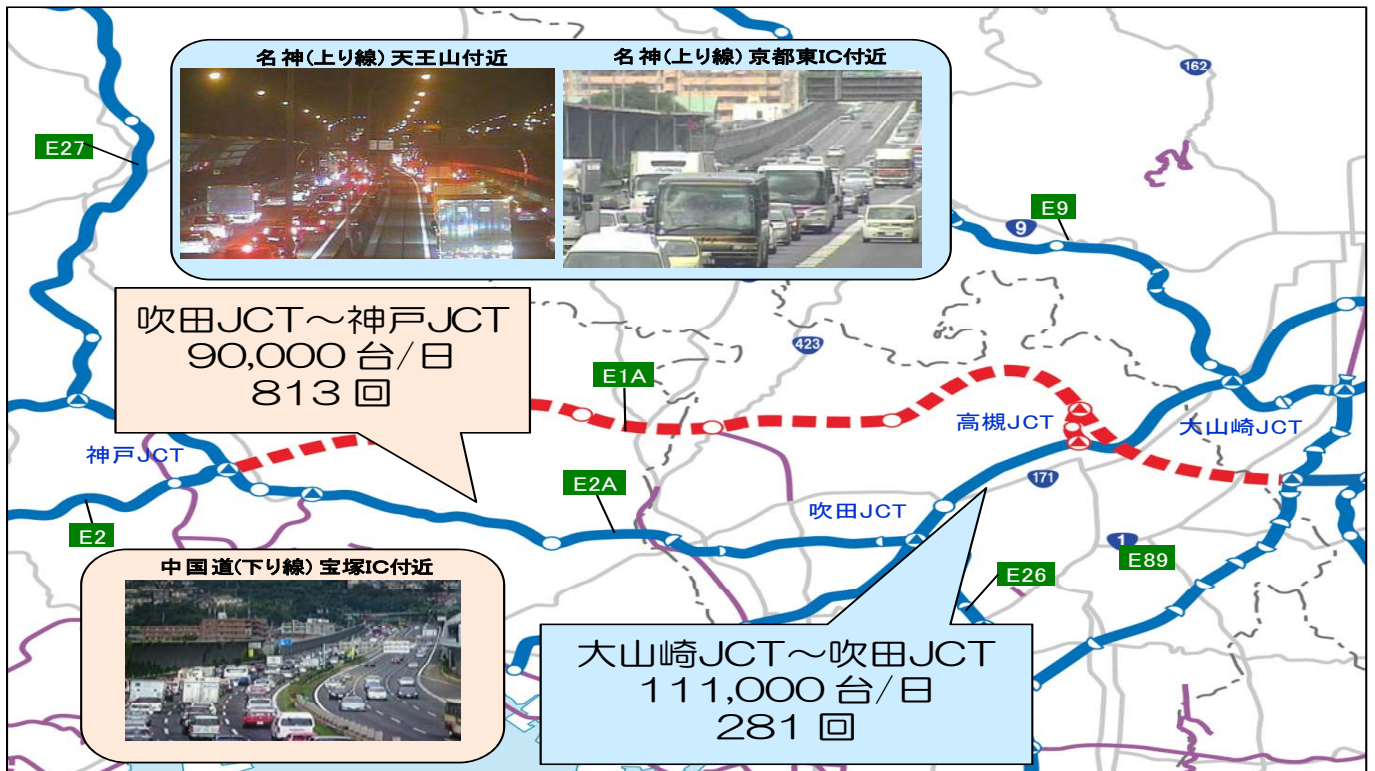 名神(上り線) 天王山付近
名神(上り線) 京都東IC付近
162
E27
E9
9
吹田JCT～神戸JCT
90,000 台/日
813 回
423
E1A
高槻JCT
大山崎JCT
神戸JCT
171
E2A
吹田JCT
E2
1
E89
中国道(下り線) 宝塚IC付近
E26
大山崎JCT～吹田JCT
111,000 台/日
281 回